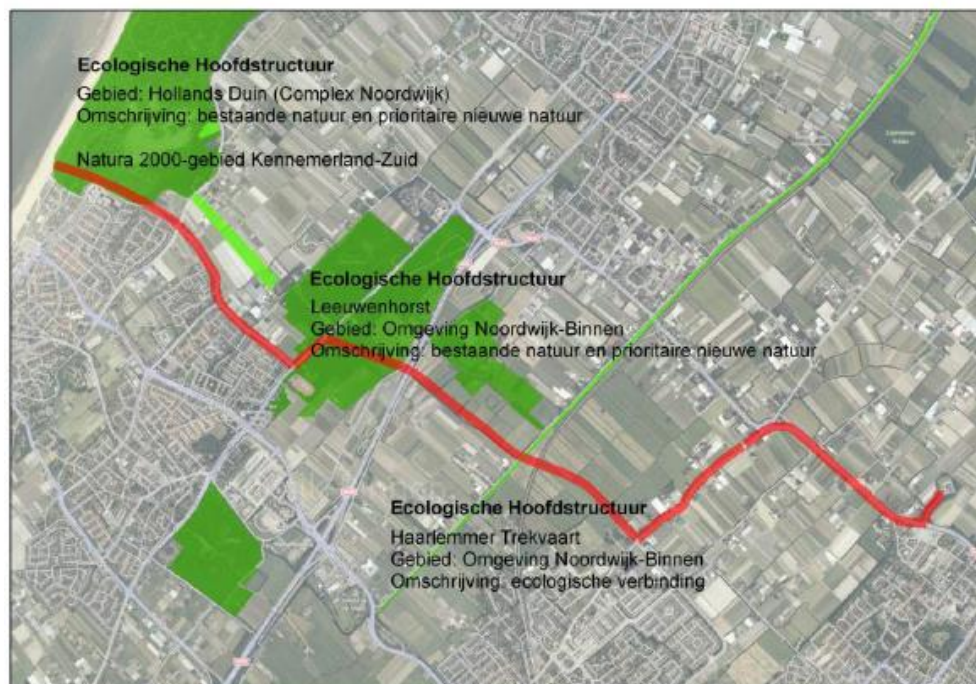 Ecologische Hoofdstructuur
Gebied: Hollands Duin (Complex Noordwijk)
Omschrijving: bestaande natuur en prioritaire nieuwe natuur
Natura 2000-gebied Kennemerland-Zuid
Ecologische Hoofdstructuur
Leeuwenhorst
Gebied: Omgeving Noordwijk-Binnen
Omschrijving: bestaande natuur en prioritaire nieuwe natuur
Ecologische Hoofdstructuur
Haarlemmer Trekvaart
Gebied: Omgeving Noordwijk-Binnen
Omschrijving: ecologische verbinding